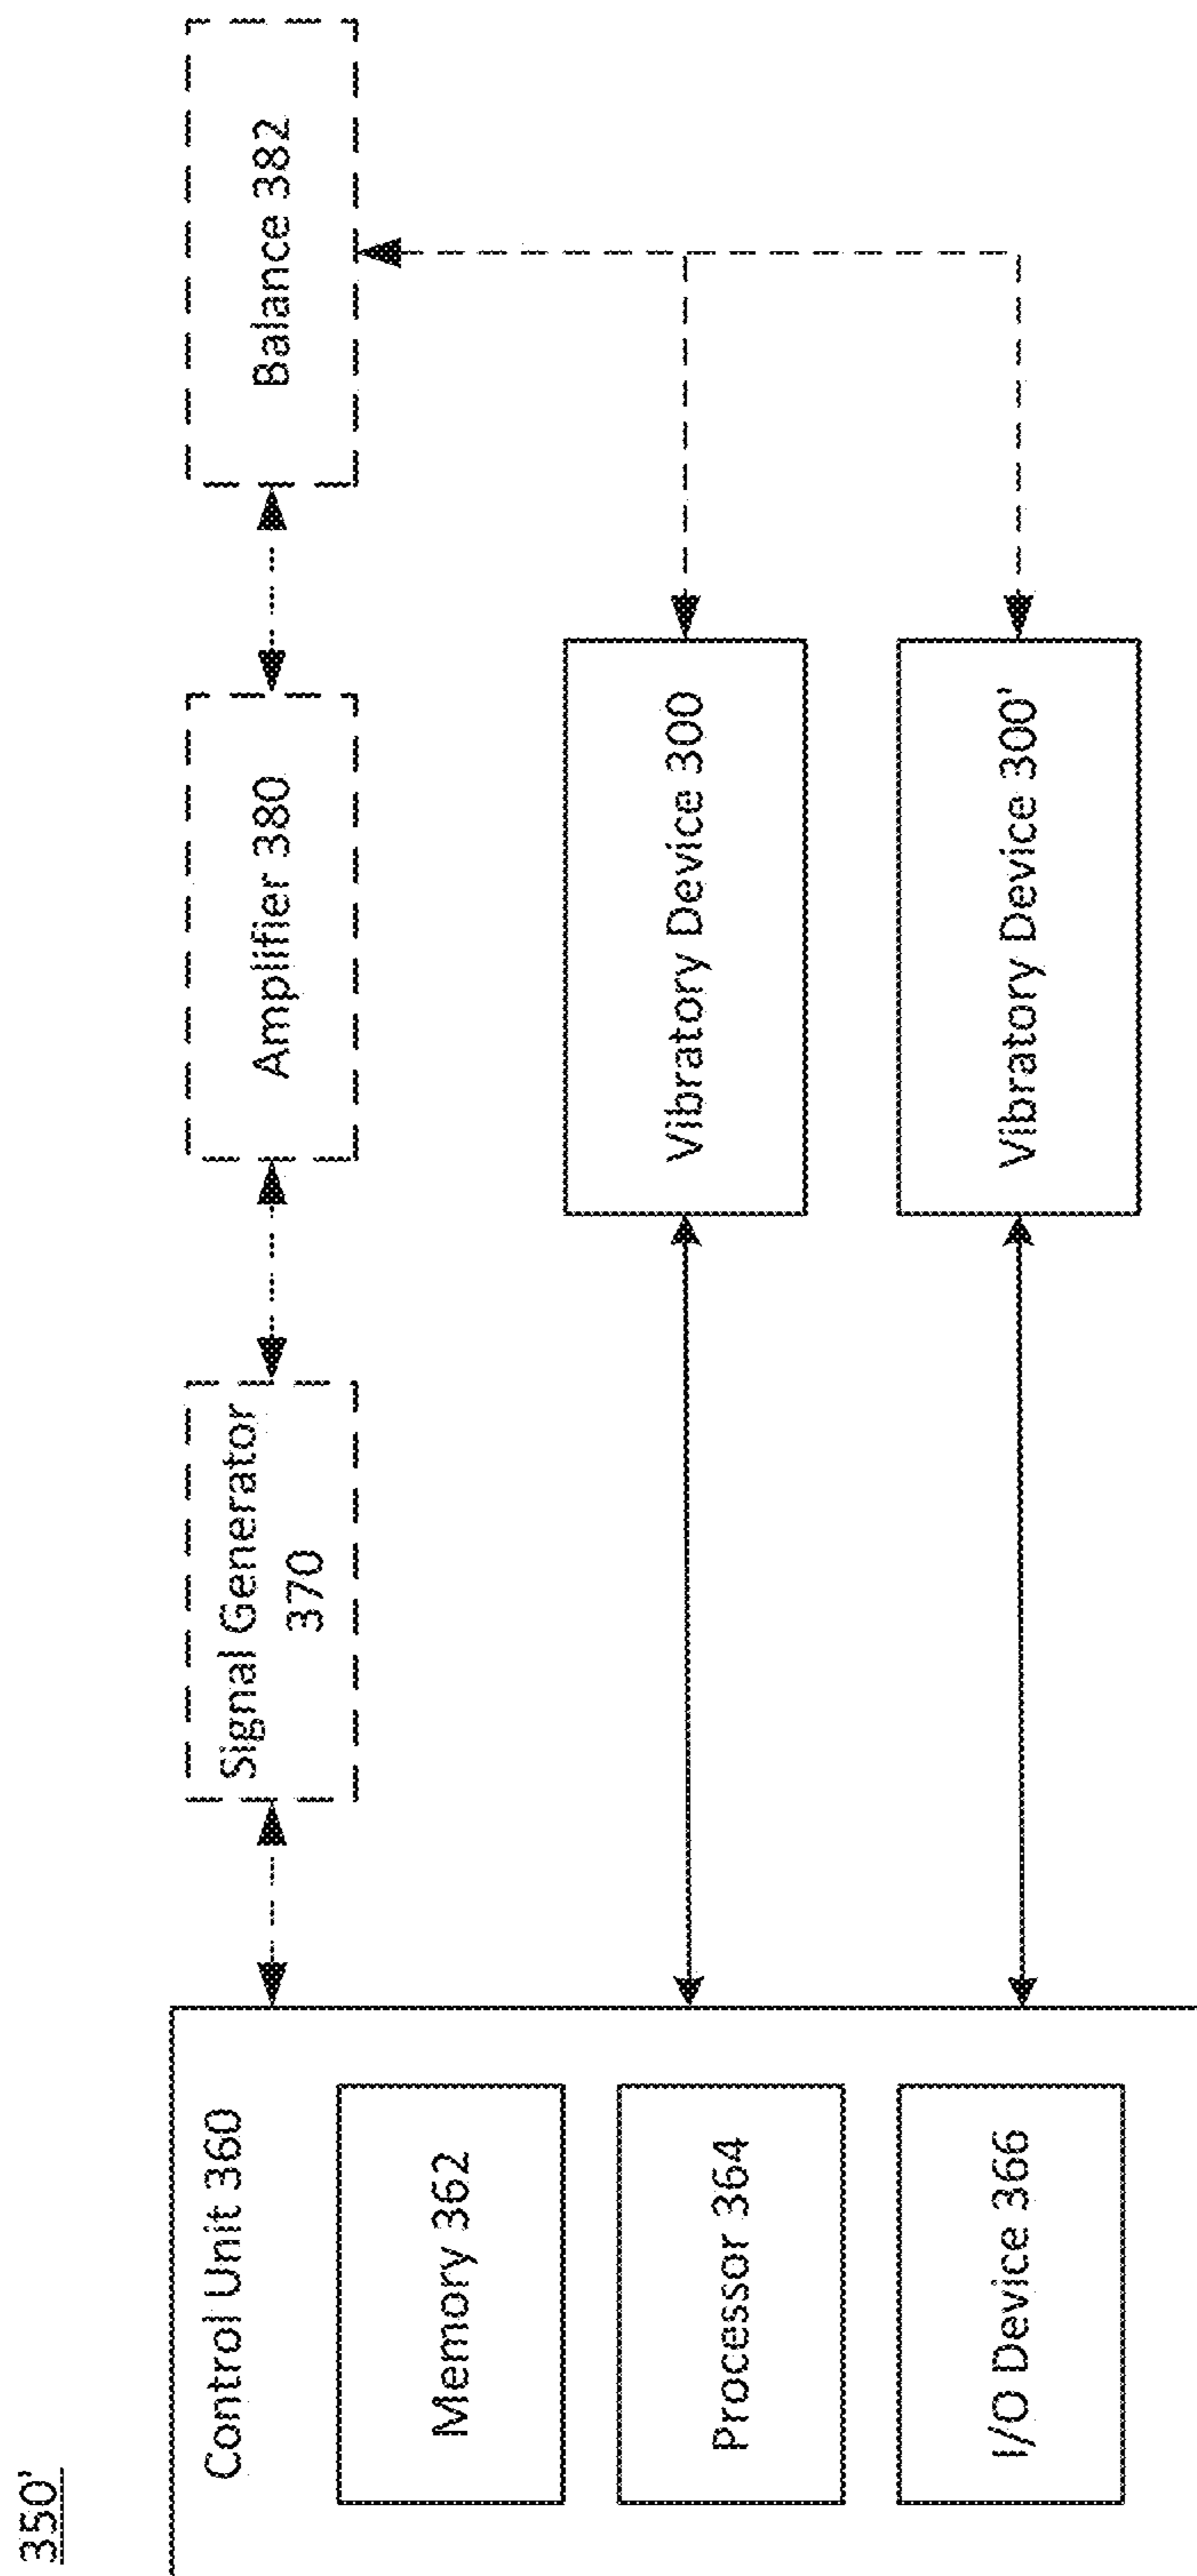 350'
Control Unit 360
Memory 362
Processor 364
I/O Device 366
Signal Generator
370
Amplifier 380
Balance 382
Vibratory Device 300
Vibratory Device 300'